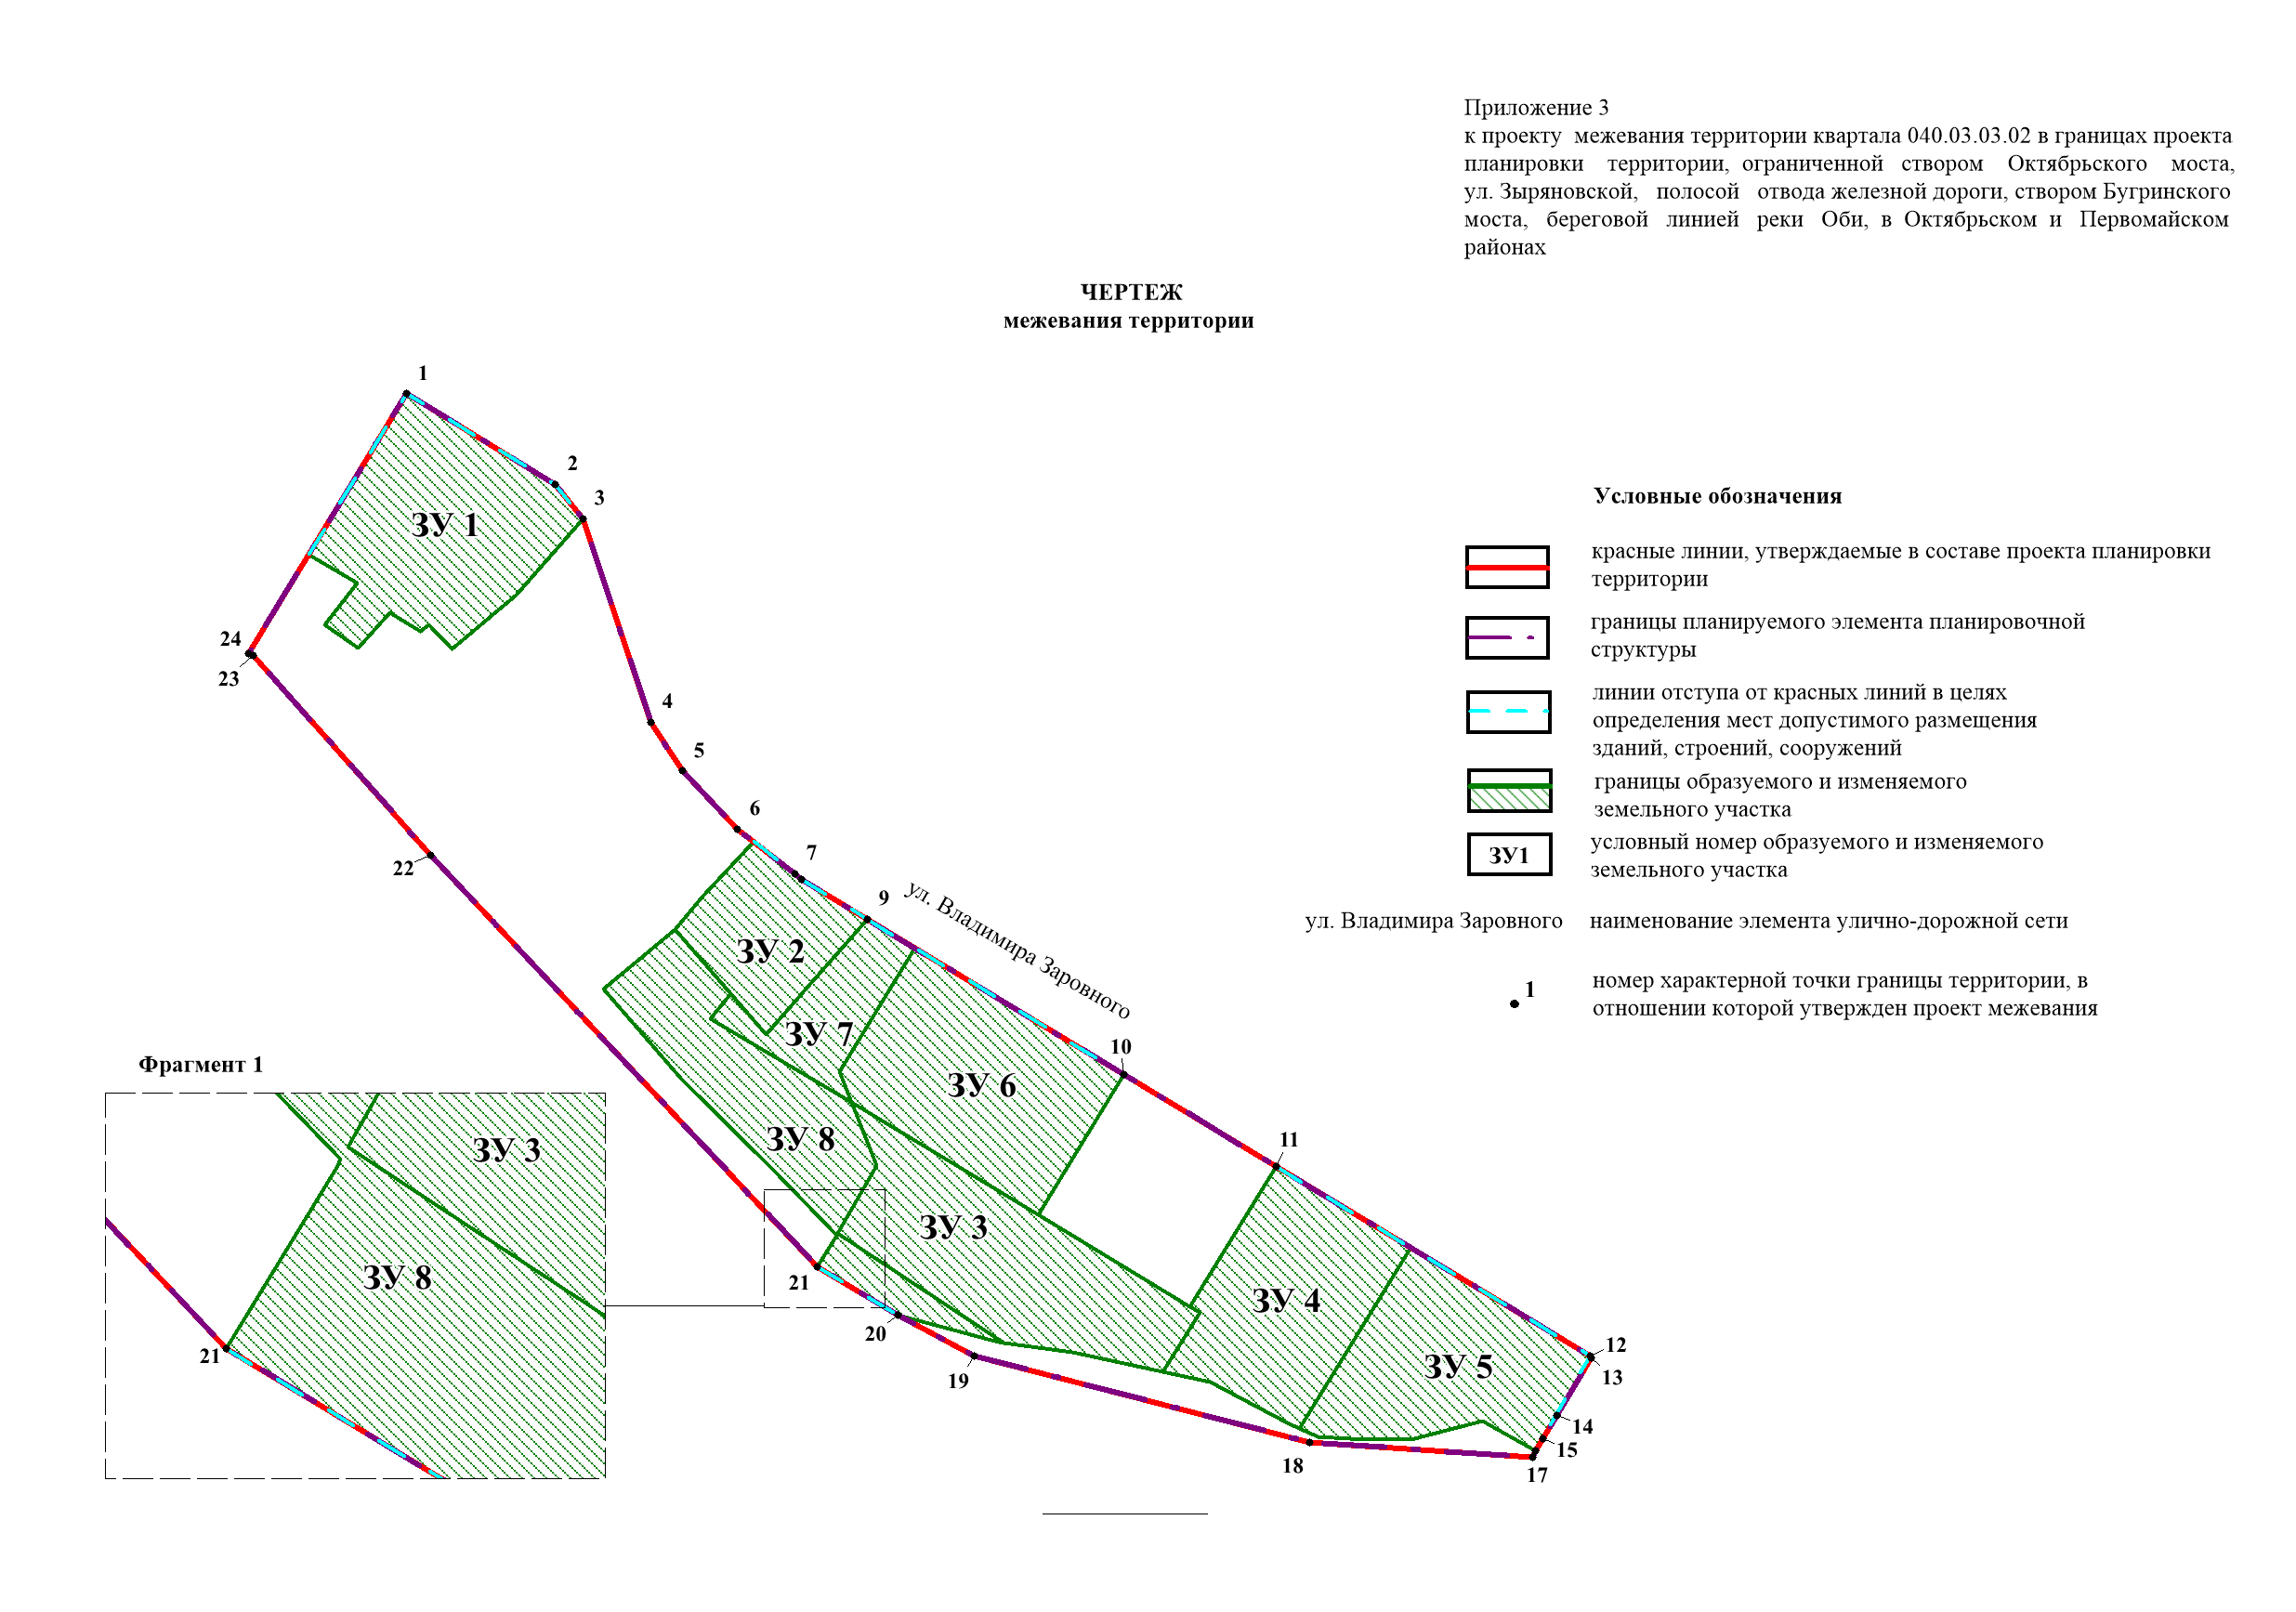 Приложение 3
к проекту межевания территории квартала 040.03.03.02 в границах проекта
планировки территории, ограниченной створом Октябрьского моста,
ул. Зыряновской, полосой отвода железной дороги, створом Бугринского
моста, береговой линией реки Оби, в Октябрьском и Первомайском
районах
ЧЕРТЕЖ
межевания территории
1
2
3
ЗУ 1
24
23
4
5
6
7
22
9
ул. Владимира Заровного
ЗУ 2
ЗУ 7
10
ЗУ 6
ЗУ 8
11
ЗУ 3
21
ЗУ 4
20
19
ЗУ 5
12
13
14
15
18
17
Фрагмент 1
ЗУ 3
ЗУ 8
21
Условные обозначения
красные линии, утверждаемые в составе проекта планировки
территории
границы планируемого элемента планировочной
структуры
линии отступа от красных линий в целях
определения мест допустимого размещения
зданий, строений, сооружений
границы образуемого и изменяемого
земельного участка
ЗУ1
условный номер образуемого и изменяемого
земельного участка
ул. Владимира Заровного наименование элемента улично-дорожной сети
1
номер характерной точки границы территории, в
отношении которой утвержден проект межевания